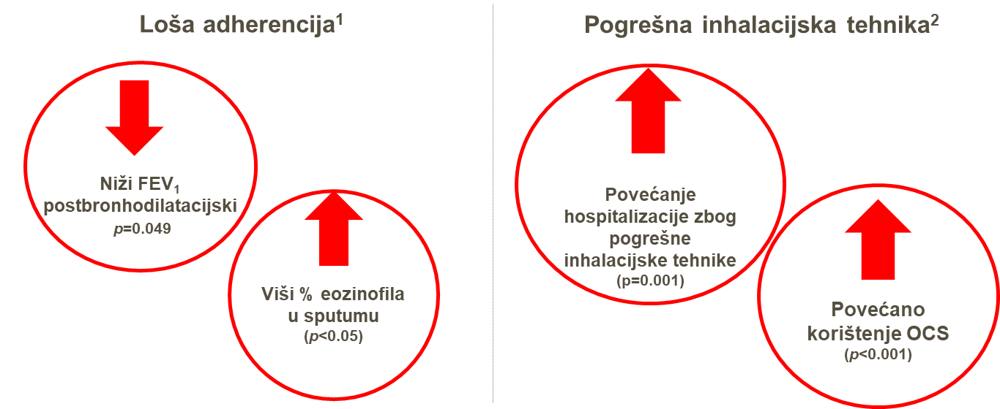 Loša adherencija¹
Niži FEV₁
postbronhodilatacijski
p=0.049
Viši % eozinofila
u sputumu
(p<0.05)
Pogrešna inhalacijska tehnika²
Povećanje
hospitalizacije zbog
pogrešne
inhalacijske tehnike
(p=0.001)
Povećano
korištenje OCS
(p<0.001)